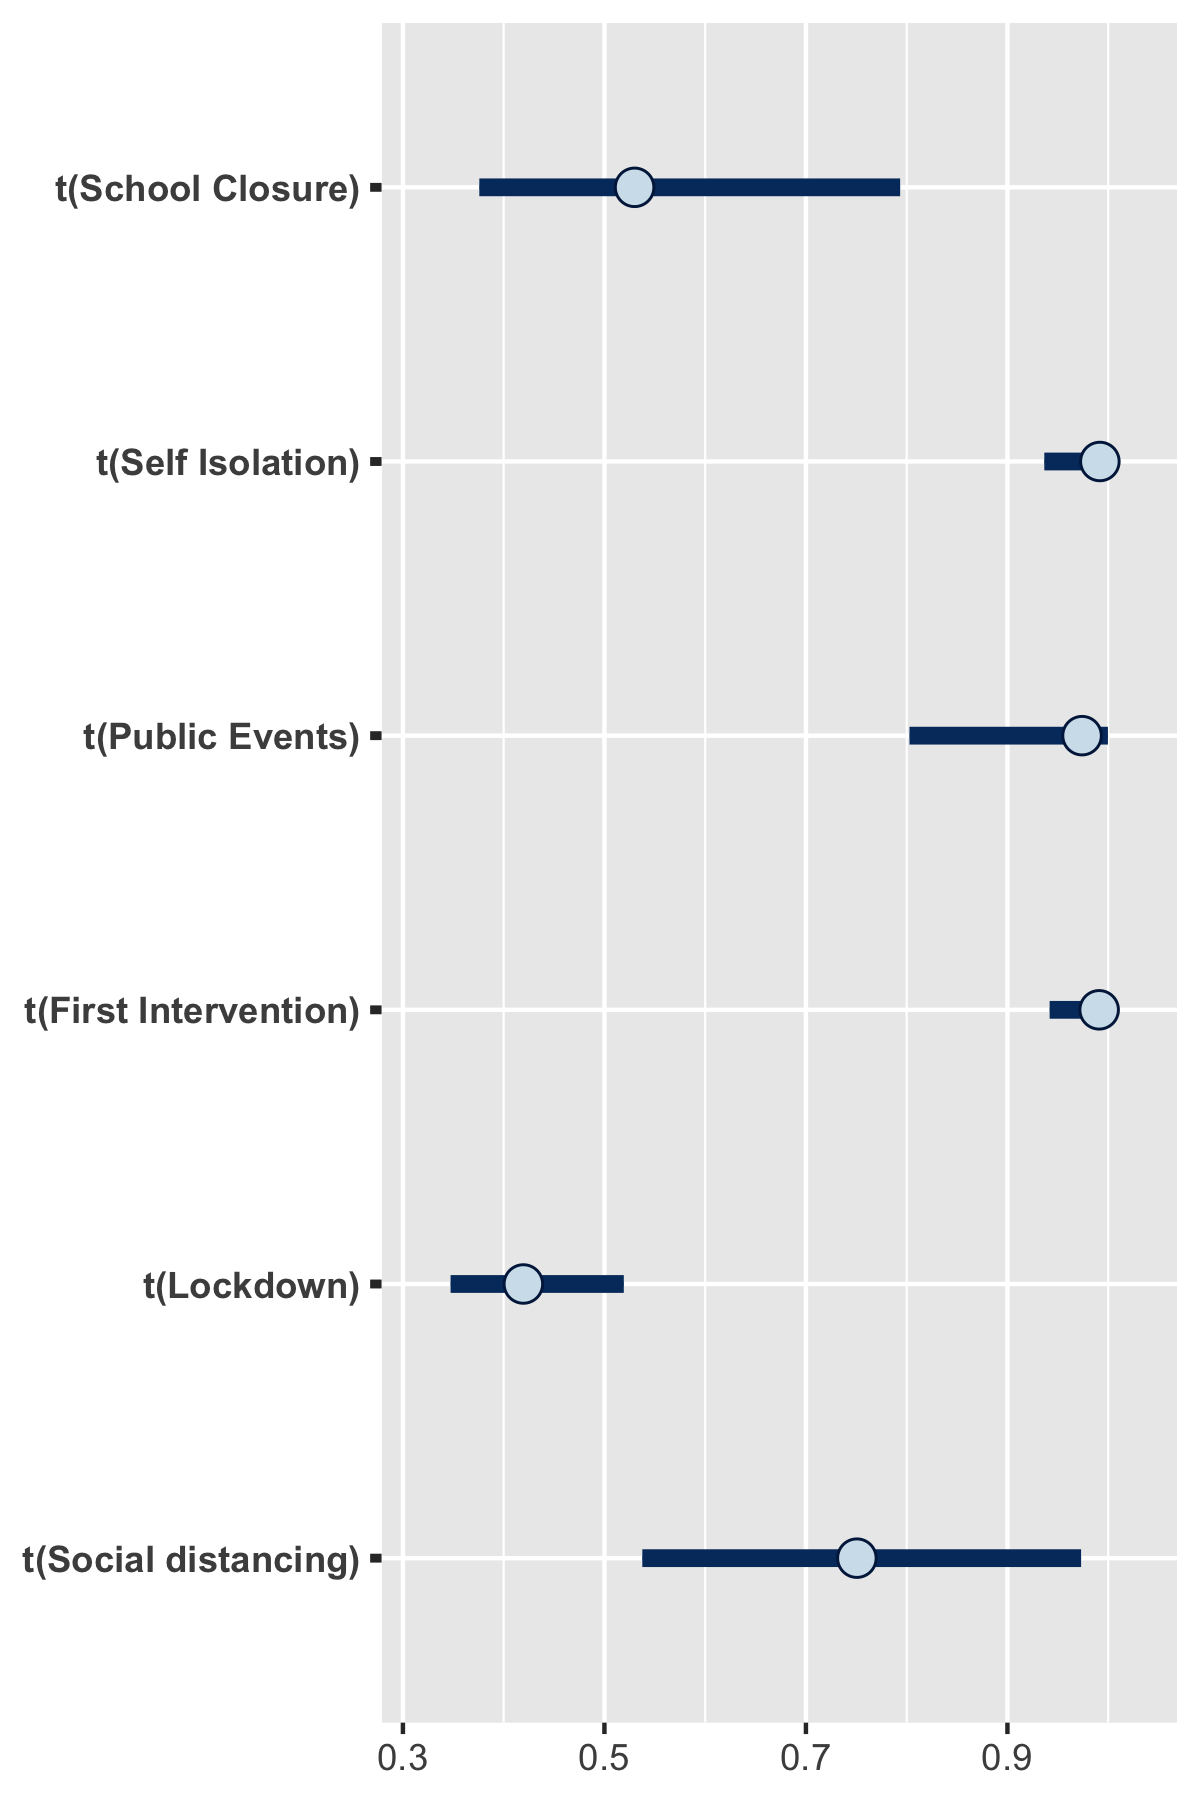 t(School Closure)
t(Self Isolation)
t(Public Events)
t(First Intervention)
t(Lockdown)
t(Social distancing)
0.3 0.5 0.7 0.9